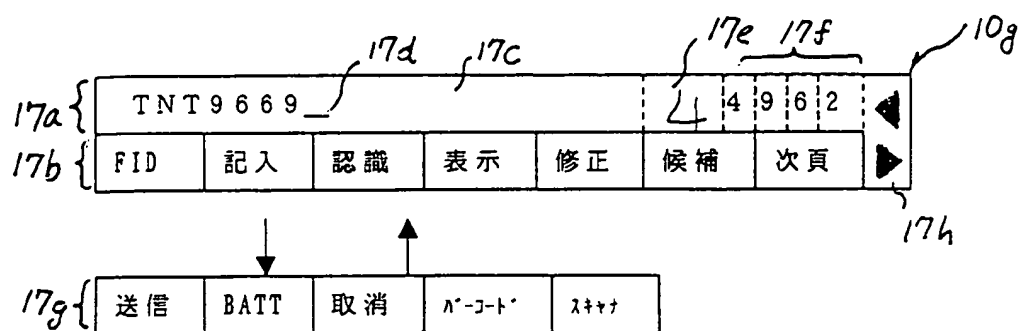 17d 17c 17e 17f 10g
17a TNT9669_ 4 4 9 6 2
17b FID 記入 認識 表示 修正 候補 次頁
17h
17g 送信 BATT 取消 バーコード スキャナ